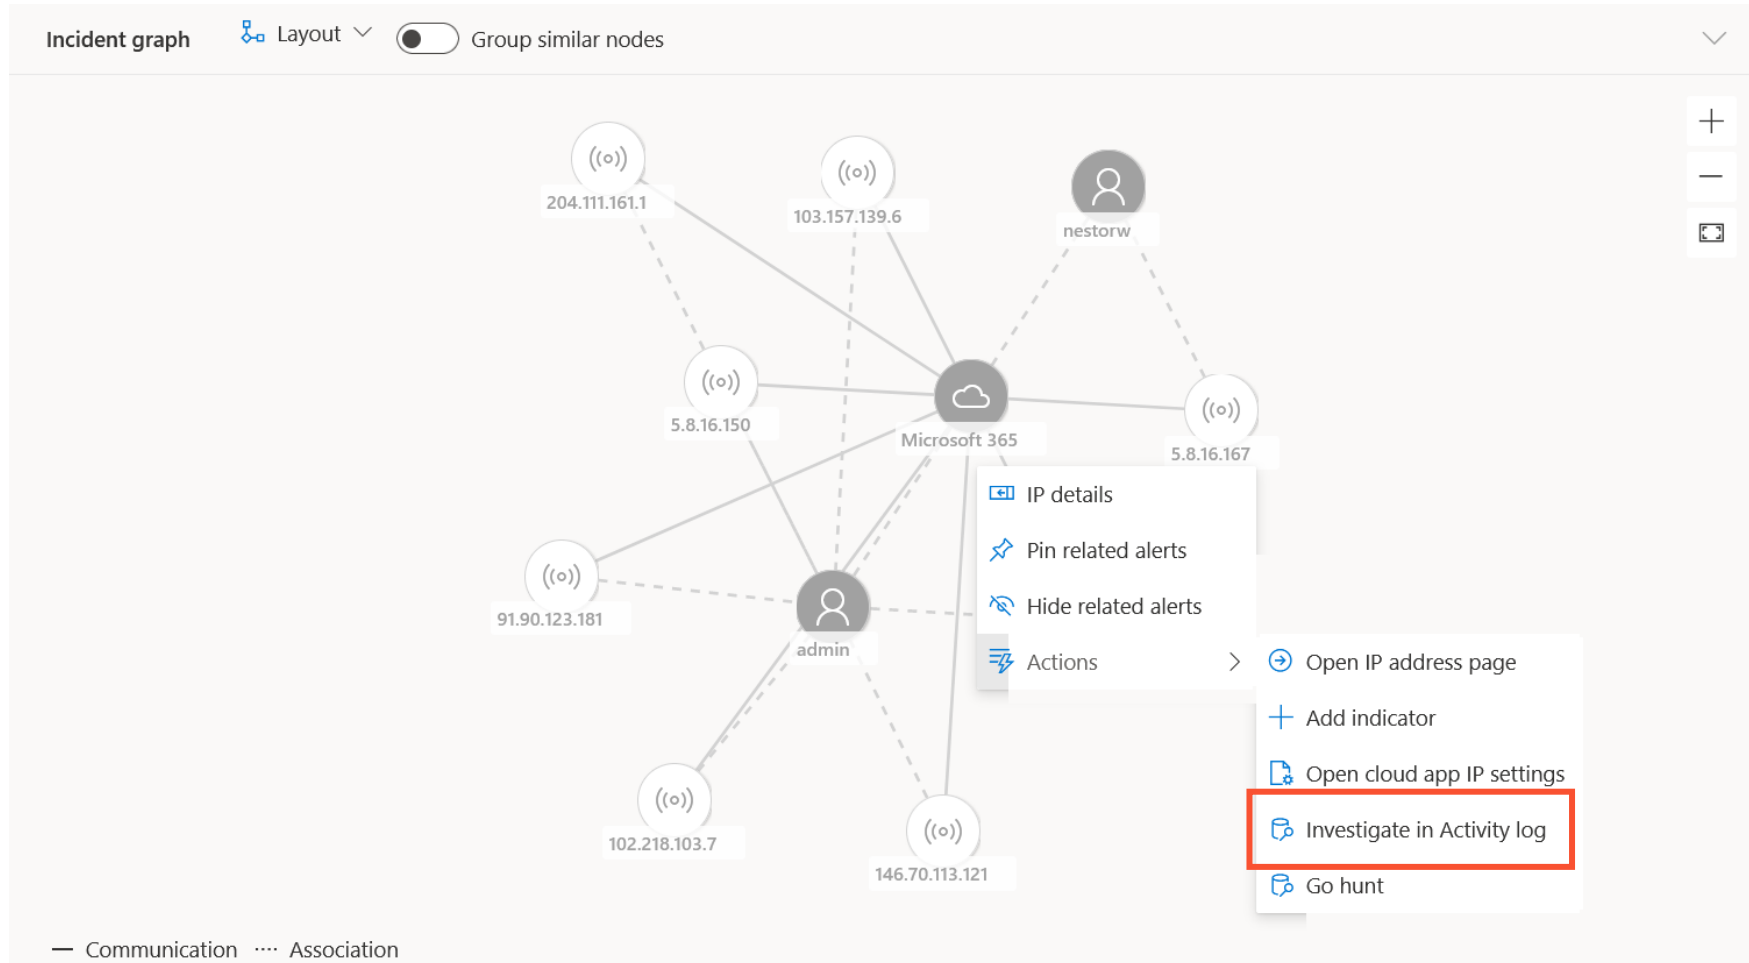 Incident graph
Layout
Group similar nodes
204.111.161.1
103.157.139.6
nestorw
5.8.16.150
Microsoft 365
5.8.16.167
IP details
Pin related alerts
Hide related alerts
Actions
91.90.123.181
admin
Open IP address page
Add indicator
Open cloud app IP settings
Investigate in Activity log
Go hunt
102.218.103.7
146.70.113.121
Communication
Association